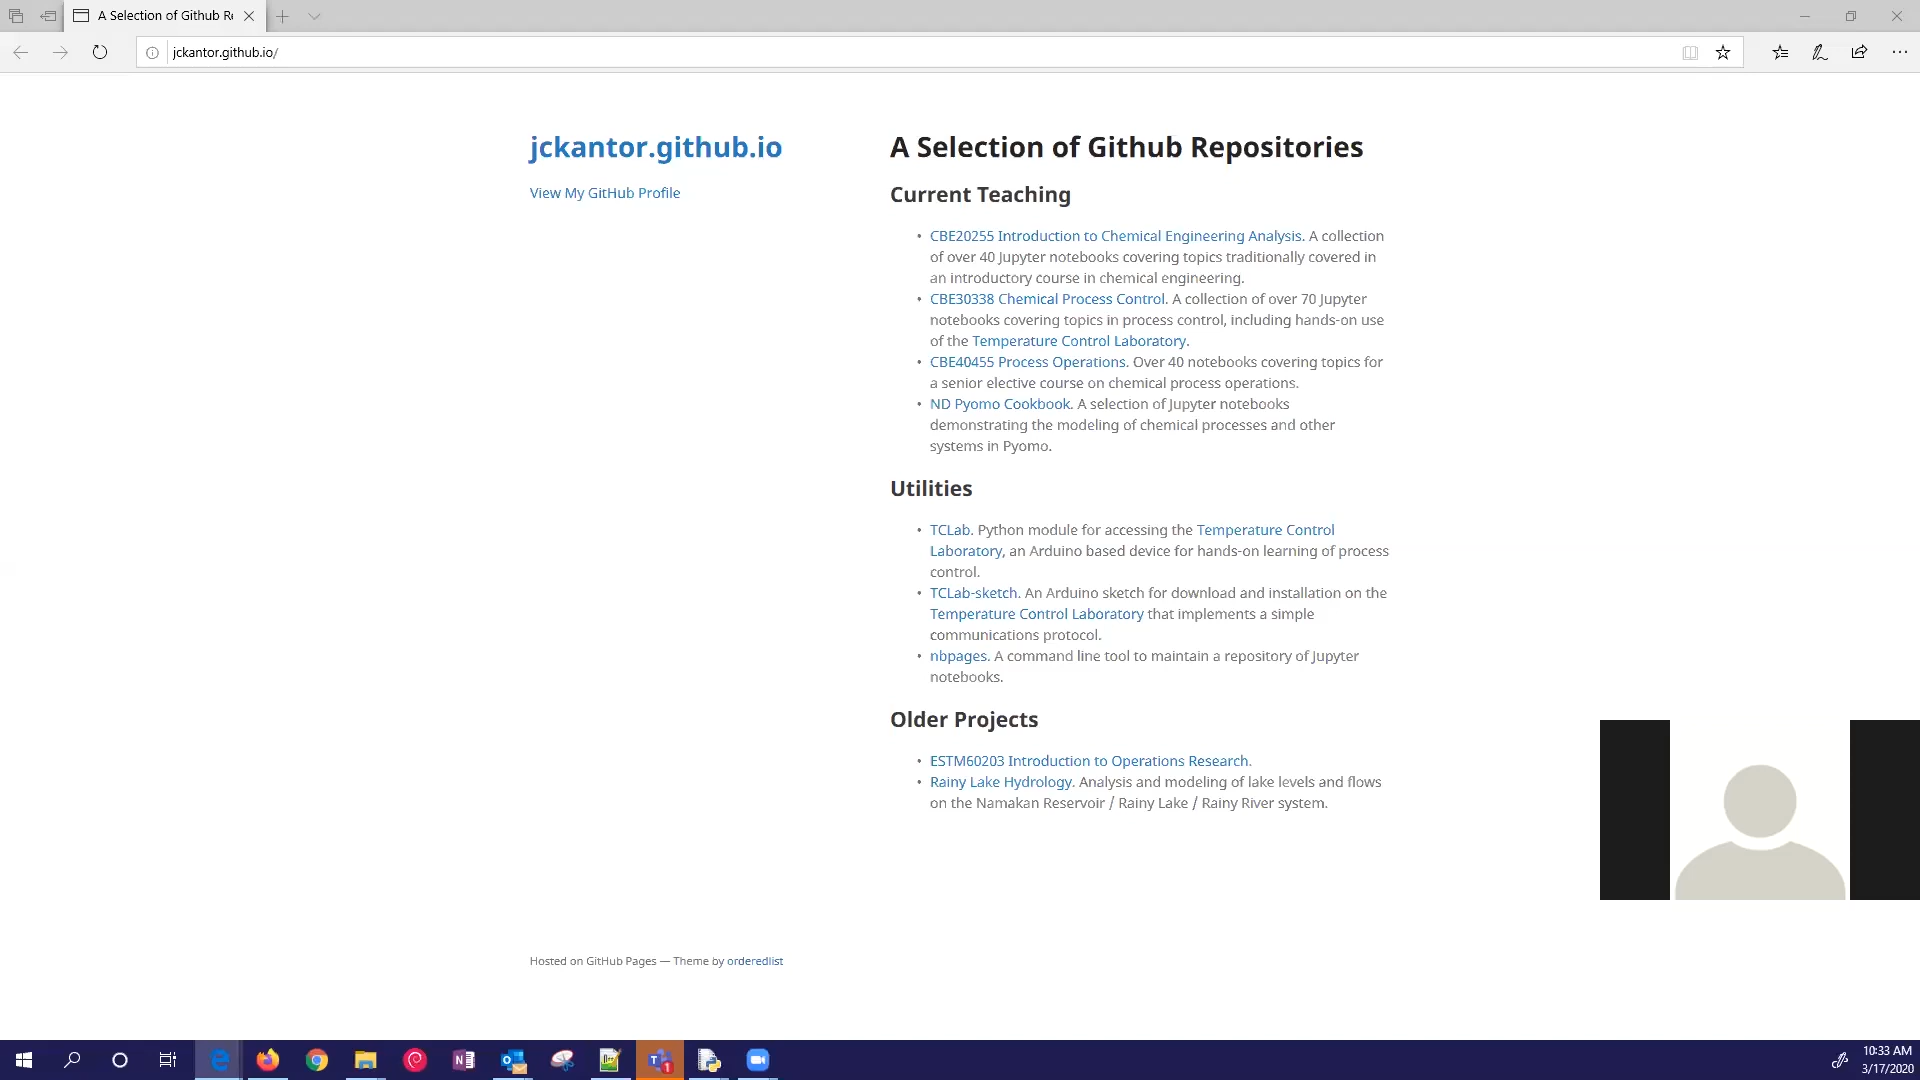 A Selection of Github Re
jckantor.github.io/
jckantor.github.io
View My GitHub Profile
A Selection of Github Repositories
Current Teaching
• CBE20255 Introduction to Chemical Engineering Analysis. A collection
of over 40 Jupyter notebooks covering topics traditionally covered in
an introductory course in chemical engineering.
• CBE30338 Chemical Process Control. A collection of over 70 Jupyter
notebooks covering topics in process control, including hands-on use
of the Temperature Control Laboratory.
• CBE40455 Process Operations. Over 40 notebooks covering topics for
a senior elective course on chemical process operations.
• ND Pyomo Cookbook. A selection of Jupyter notebooks
demonstrating the modeling of chemical processes and other
systems in Pyomo.
Utilities
• TCLab. Python module for accessing the Temperature Control
Laboratory, an Arduino based device for hands-on learning of process
control.
• TCLab-sketch. An Arduino sketch for download and installation on the
Temperature Control Laboratory that implements a simple
communications protocol.
• nbpages. A command line tool to maintain a repository of Jupyter
notebooks.
Older Projects
• ESTM60203 Introduction to Operations Research.
• Rainy Lake Hydrology. Analysis and modeling of lake levels and flows
on the Namakan Reservoir / Rainy Lake / Rainy River system.
Hosted on GitHub Pages — Theme by orderedlist
10:33 AM
3/17/2020